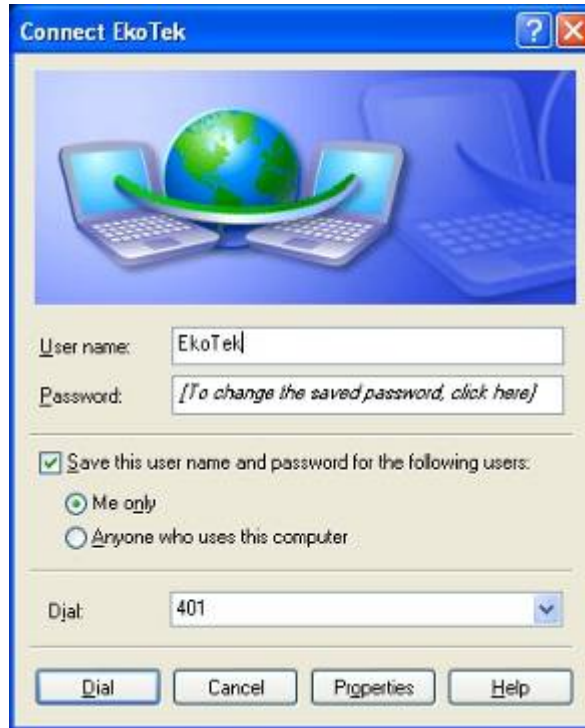 Connect EkoTek
User name: EkoTek
Password: [To change the saved password, click here]
Save this user name and password for the following users:
Me only
Anyone who uses this computer
Dial: 401
Dial Cancel Properties Help